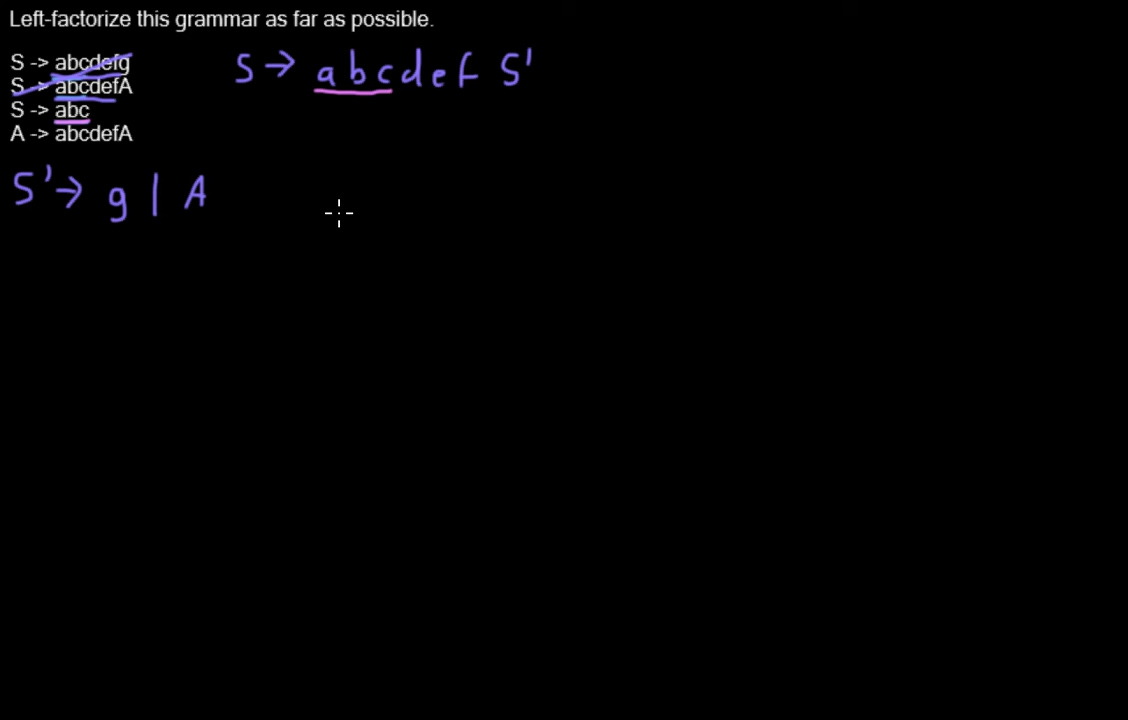 Left-factorize this grammar as far as possible.
S -> abcdefg
S -> abcdefA
S -> abc
A -> abcdefA
S → abcdef S'
S' → g | A